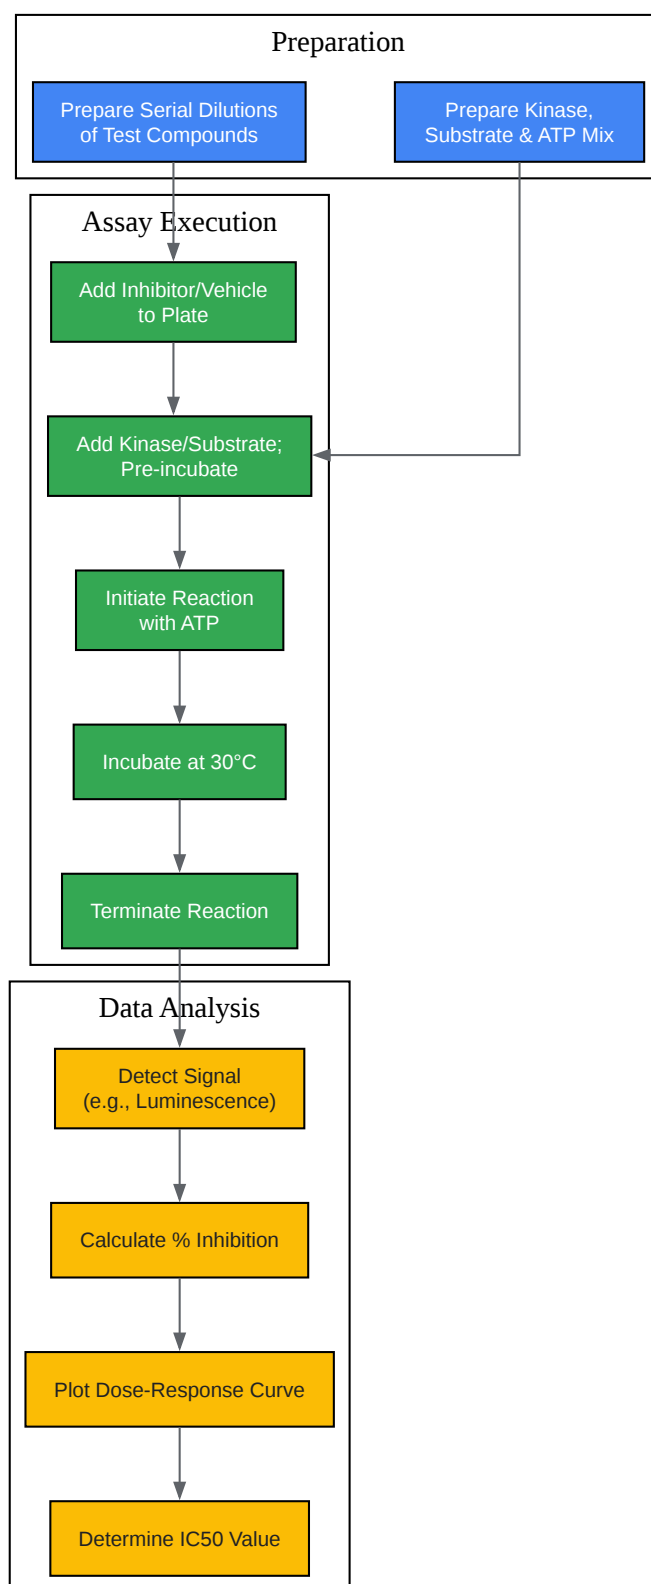 Preparation
Prepare Serial Dilutions
of Test Compounds
Prepare Kinase,
Substrate & ATP Mix
Assay Execution
Add Inhibitor/Vehicle
to Plate
Add Kinase/Substrate;
Pre-incubate
Initiate Reaction
with ATP
Incubate at 30°C
Terminate Reaction
Data Analysis
Detect Signal
(e.g., Luminescence)
Calculate % Inhibition
Plot Dose-Response Curve
Determine IC50 Value